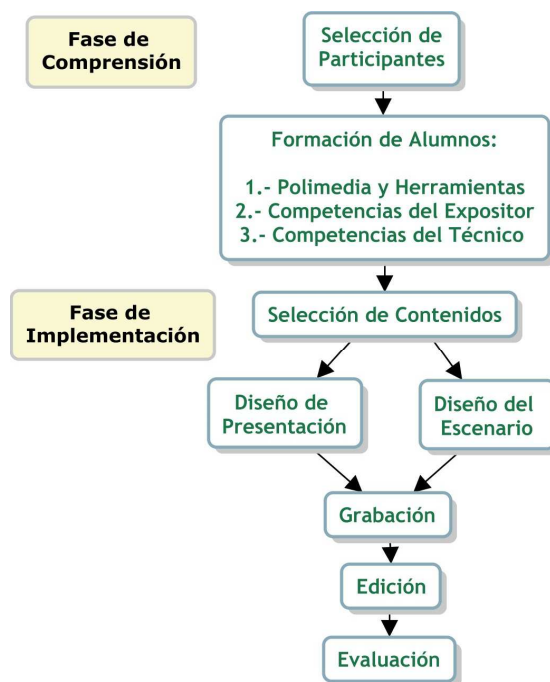 Fase de
Comprensión
Selección de
Participantes
Formación de Alumnos:
1.- Polimedia y Herramientas
2.- Competencias del Expositor
3.- Competencias del Técnico
Fase de
Implementación
Selección de Contenidos
Diseño de
Presentación
Diseño del
Escenario
Grabación
Edición
Evaluación